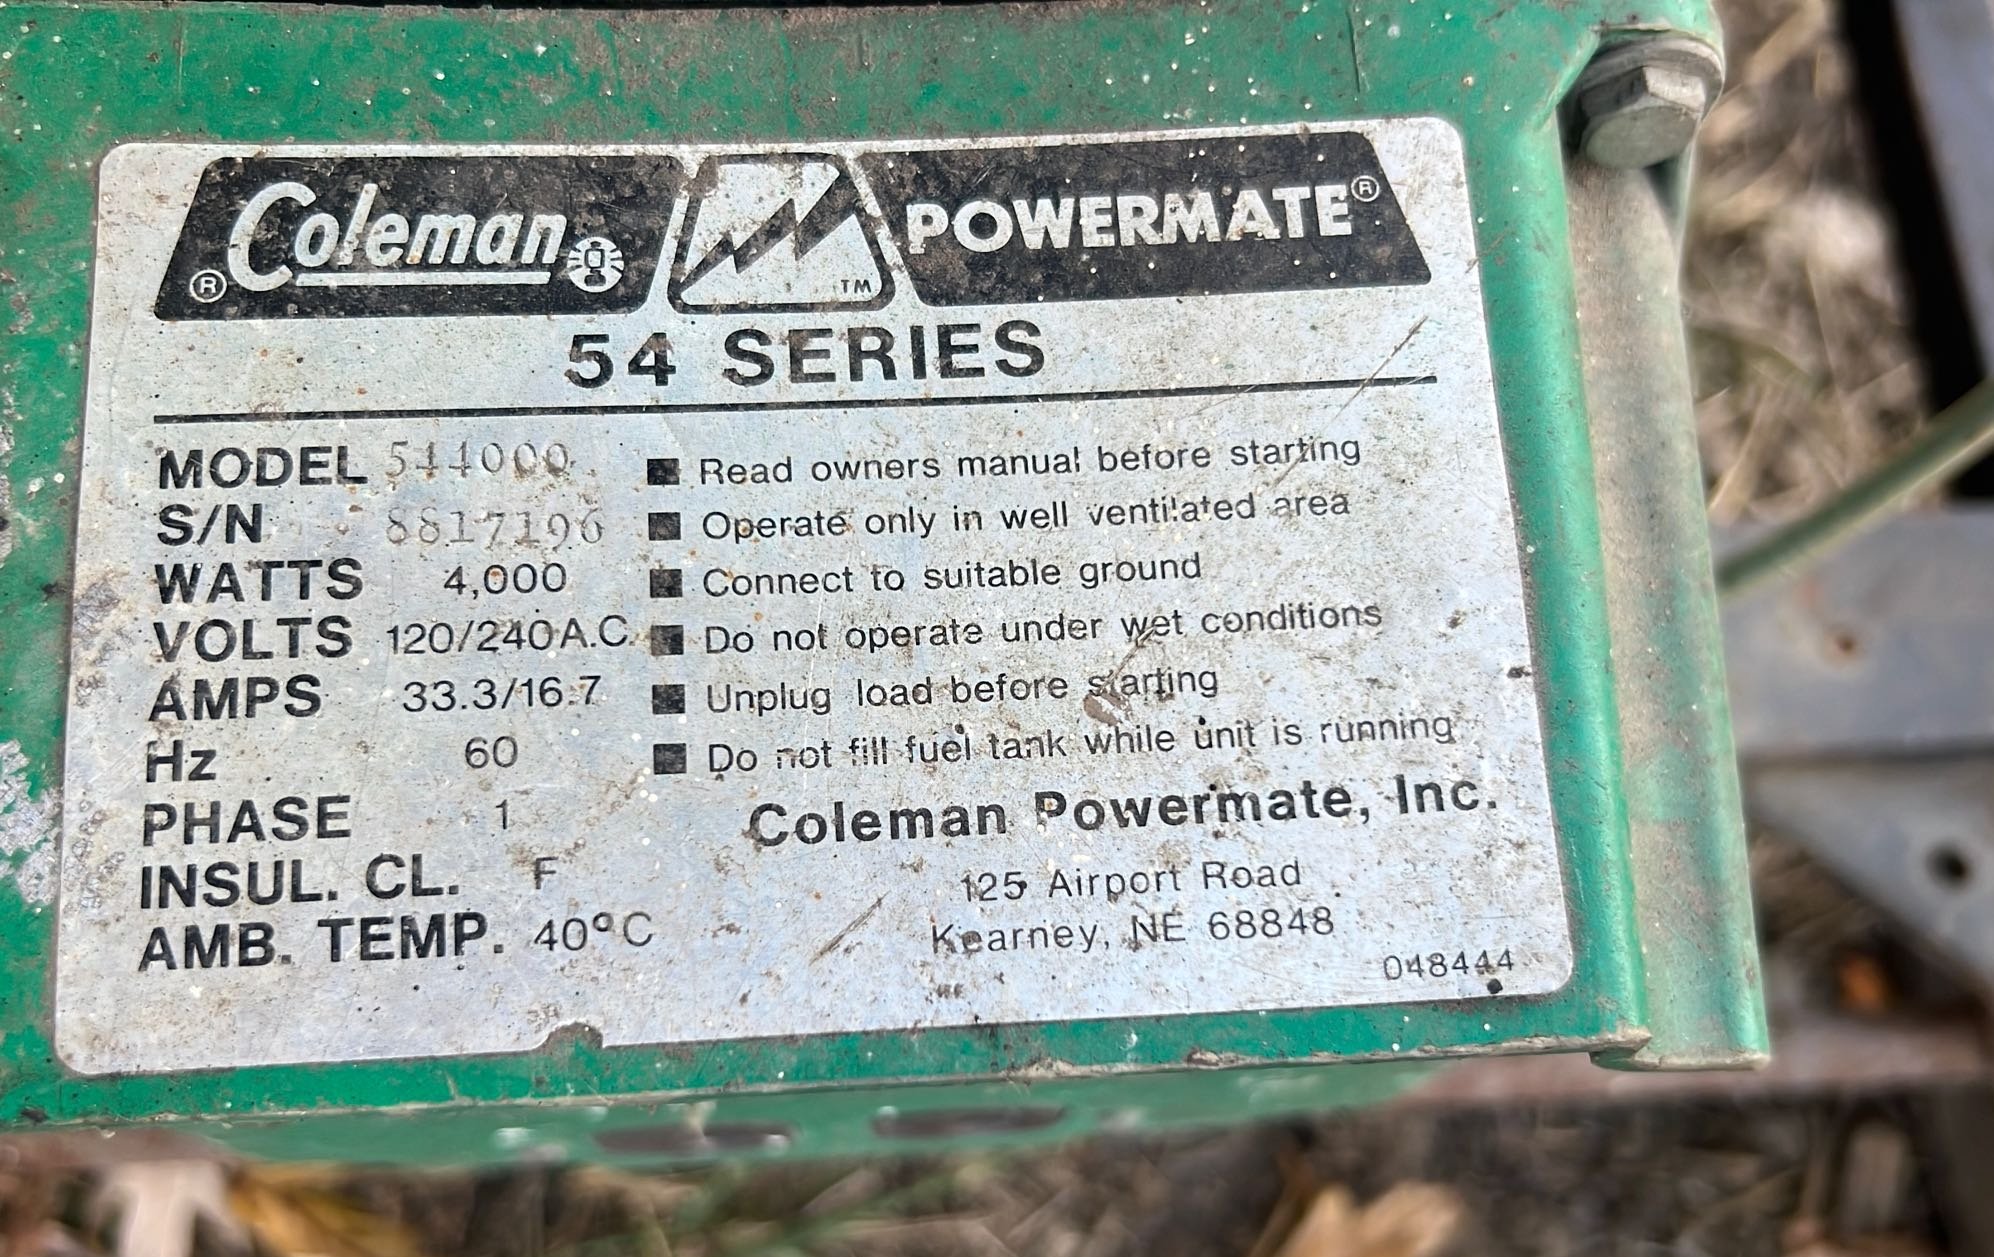 ® Coleman ™ POWERMATE®
54 SERIES
MODEL 544000
S/N 8817196
WATTS 4,000
VOLTS 120/240 A.C.
AMPS 33.3/16.7
Hz 60
PHASE 1
INSUL. CL. F
AMB. TEMP. 40°C
■ Read owners manual before starting
■ Operate only in well ventilated area
■ Connect to suitable ground
■ Do not operate under wet conditions
■ Unplug load before starting
■ Do not fill fuel tank while unit is running
Coleman Powermate, Inc.
125 Airport Road
Kearney, NE 68848
048444